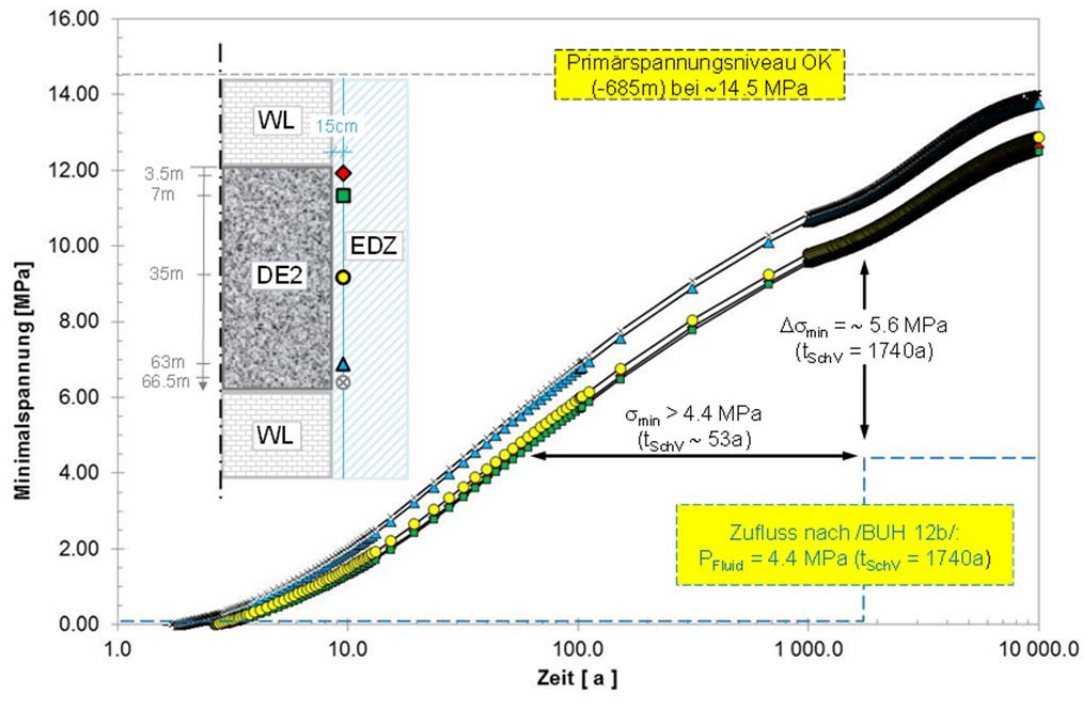 16.00
14.00
12.00
10.00
8.00
6.00
4.00
2.00
0.00
Minimalspannung [MPa]
1.0
10.0
100.0
1 000.0
10 000.0
Zeit [ a ]
Primärspannungsniveau OK
(-685m) bei ~14.5 MPa
WL
15cm
3.5m
7m
35m
63m
66.5m
DE2
EDZ
WL
Δσmin = ~ 5.6 MPa
(tSchV = 1740a)
σmin > 4.4 MPa
(tSchV ~ 53a)
Zufluss nach /BUH 12b/:
PFluid = 4.4 MPa (tSchV = 1740a)